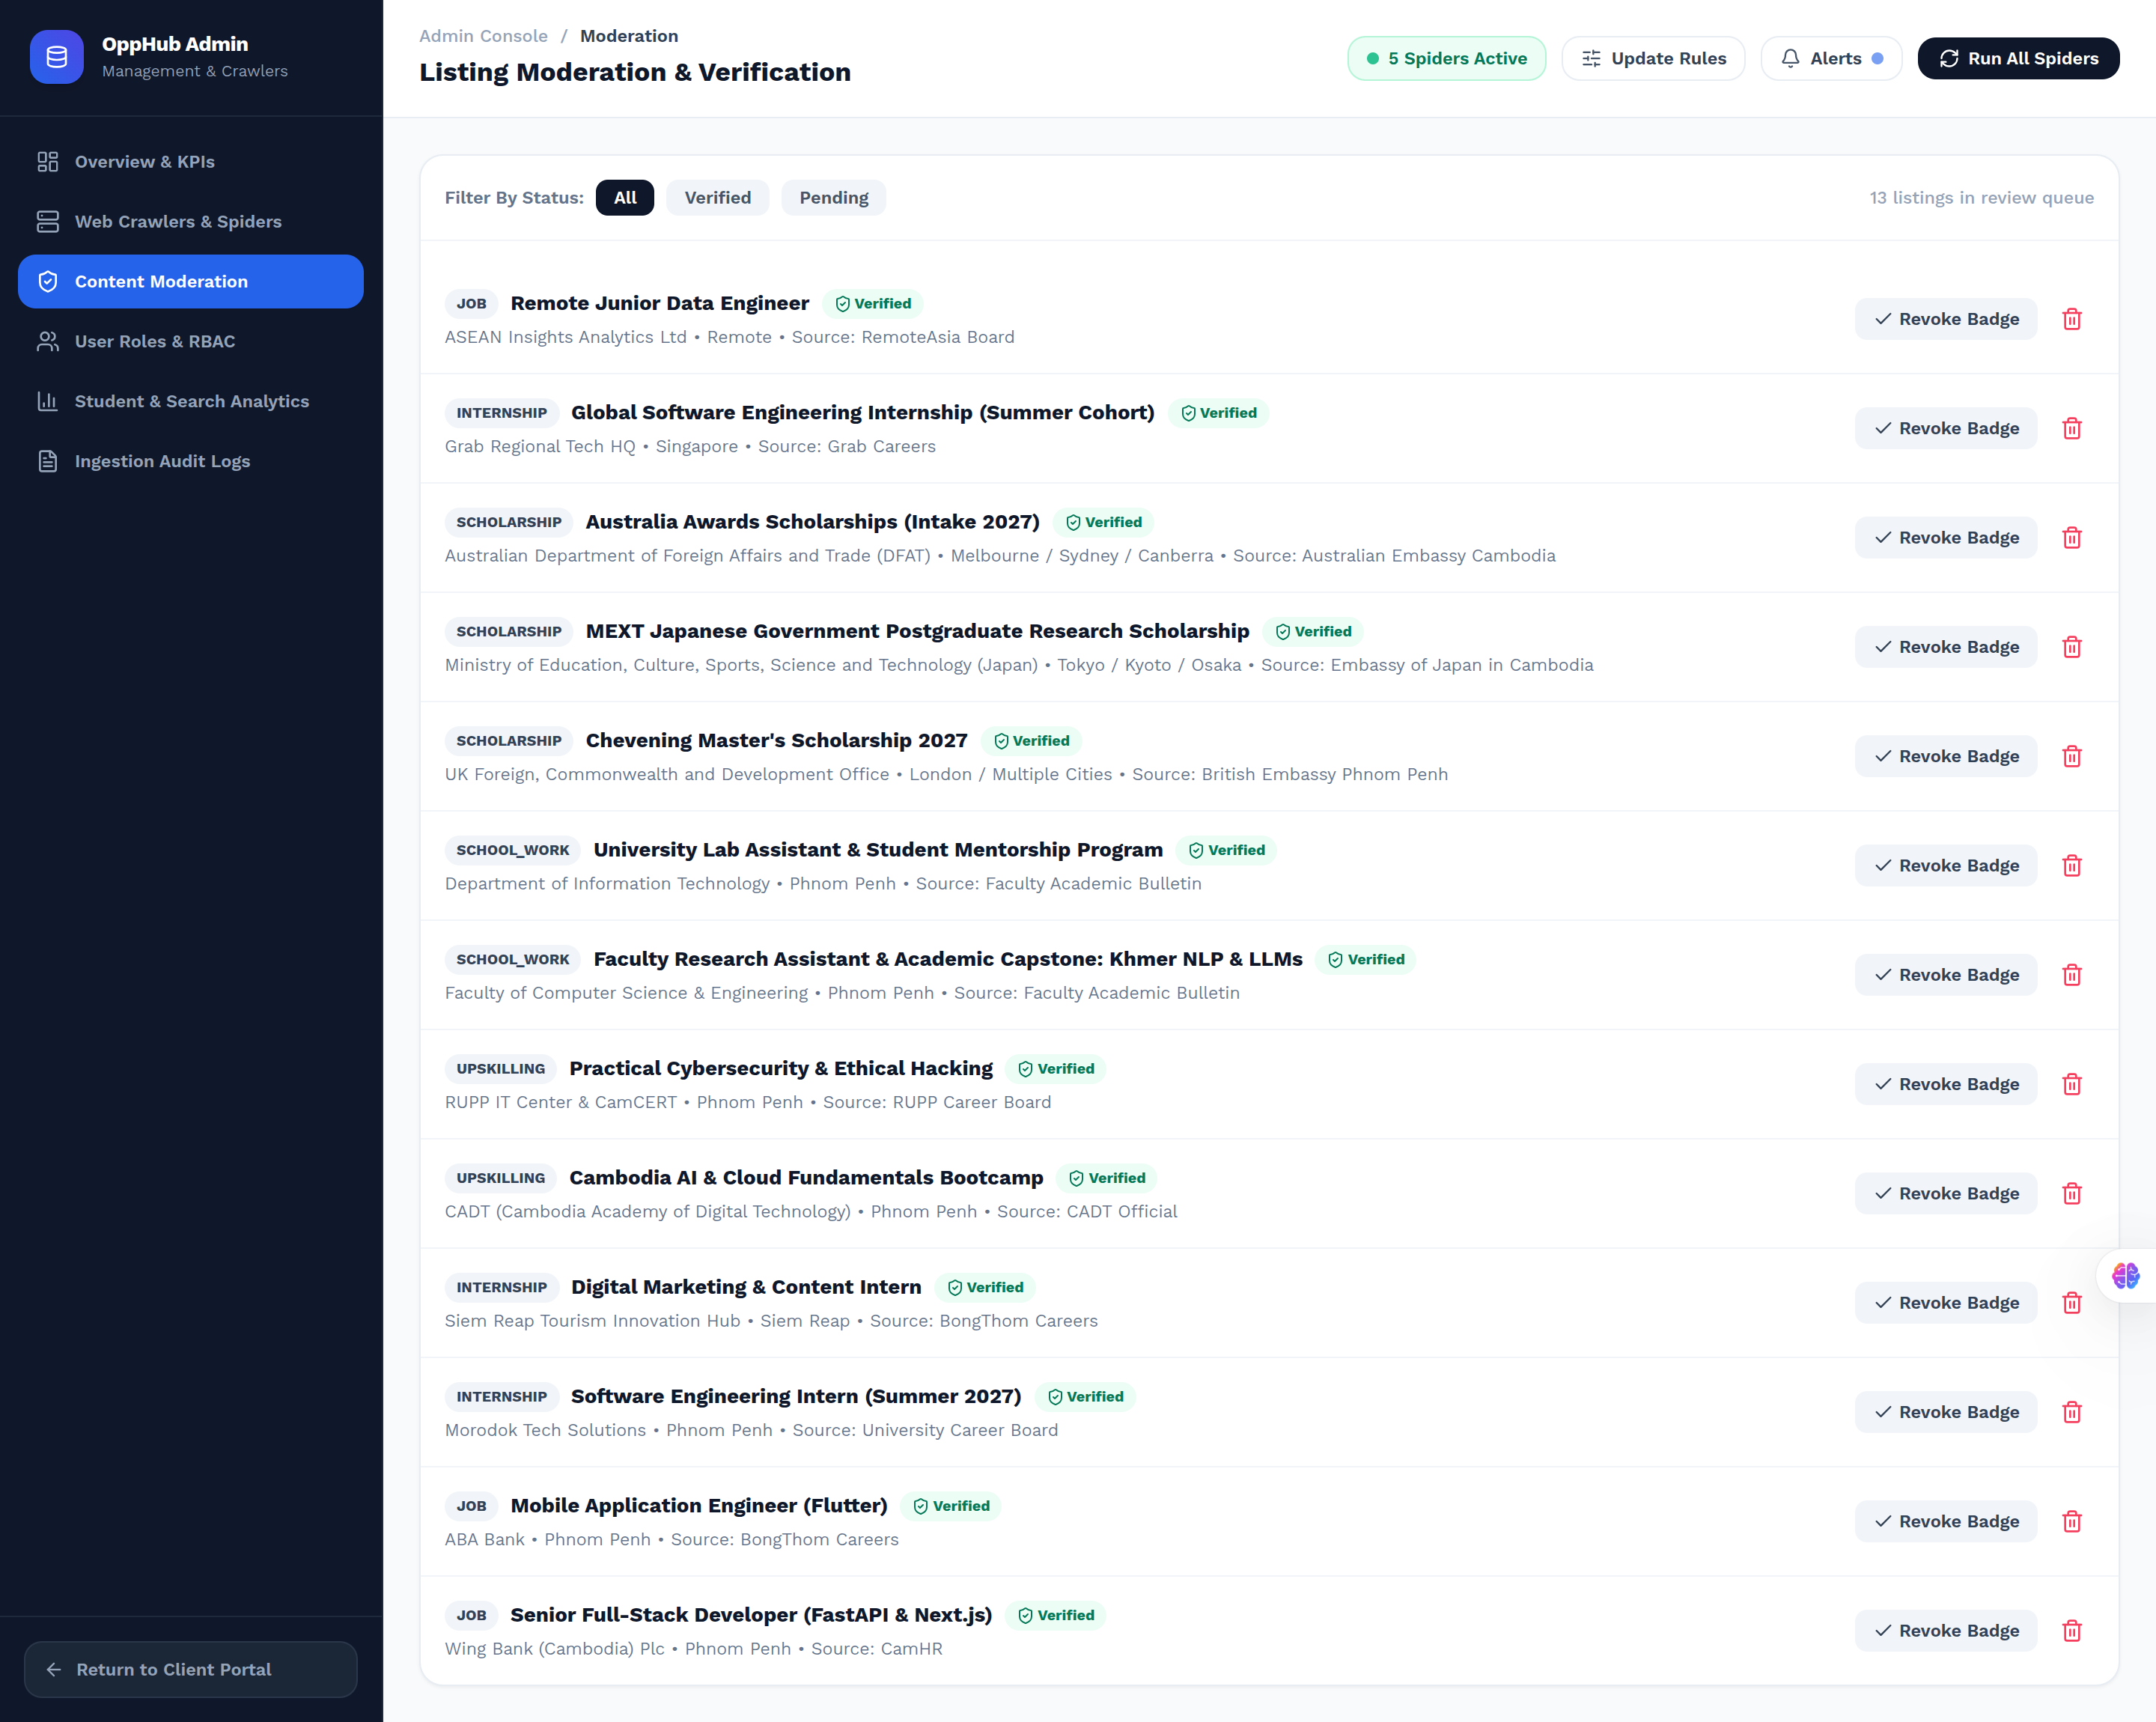 OppHub Admin
Management & Crawlers
Overview & KPIs
Web Crawlers & Spiders
Content Moderation
User Roles & RBAC
Student & Search Analytics
Ingestion Audit Logs
Return to Client Portal
Admin Console / Moderation
Listing Moderation & Verification
5 Spiders Active
Update Rules
Alerts
Run All Spiders
Filter By Status: All Verified Pending
13 listings in review queue
JOB Remote Junior Data Engineer Verified
ASEAN Insights Analytics Ltd • Remote • Source: RemoteAsia Board
Revoke Badge
INTERNSHIP Global Software Engineering Internship (Summer Cohort) Verified
Grab Regional Tech HQ • Singapore • Source: Grab Careers
Revoke Badge
SCHOLARSHIP Australia Awards Scholarships (Intake 2027) Verified
Australian Department of Foreign Affairs and Trade (DFAT) • Melbourne / Sydney / Canberra • Source: Australian Embassy Cambodia
Revoke Badge
SCHOLARSHIP MEXT Japanese Government Postgraduate Research Scholarship Verified
Ministry of Education, Culture, Sports, Science and Technology (Japan) • Tokyo / Kyoto / Osaka • Source: Embassy of Japan in Cambodia
Revoke Badge
SCHOLARSHIP Chevening Master's Scholarship 2027 Verified
UK Foreign, Commonwealth and Development Office • London / Multiple Cities • Source: British Embassy Phnom Penh
Revoke Badge
SCHOOL_WORK University Lab Assistant & Student Mentorship Program Verified
Department of Information Technology • Phnom Penh • Source: Faculty Academic Bulletin
Revoke Badge
SCHOOL_WORK Faculty Research Assistant & Academic Capstone: Khmer NLP & LLMs Verified
Faculty of Computer Science & Engineering • Phnom Penh • Source: Faculty Academic Bulletin
Revoke Badge
UPSKILLING Practical Cybersecurity & Ethical Hacking Verified
RUPP IT Center & CamCERT • Phnom Penh • Source: RUPP Career Board
Revoke Badge
UPSKILLING Cambodia AI & Cloud Fundamentals Bootcamp Verified
CADT (Cambodia Academy of Digital Technology) • Phnom Penh • Source: CADT Official
Revoke Badge
INTERNSHIP Digital Marketing & Content Intern Verified
Siem Reap Tourism Innovation Hub • Siem Reap • Source: BongThom Careers
Revoke Badge
INTERNSHIP Software Engineering Intern (Summer 2027) Verified
Morodok Tech Solutions • Phnom Penh • Source: University Career Board
Revoke Badge
JOB Mobile Application Engineer (Flutter) Verified
ABA Bank • Phnom Penh • Source: BongThom Careers
Revoke Badge
JOB Senior Full-Stack Developer (FastAPI & Next.js) Verified
Wing Bank (Cambodia) Plc • Phnom Penh • Source: CamHR
Revoke Badge